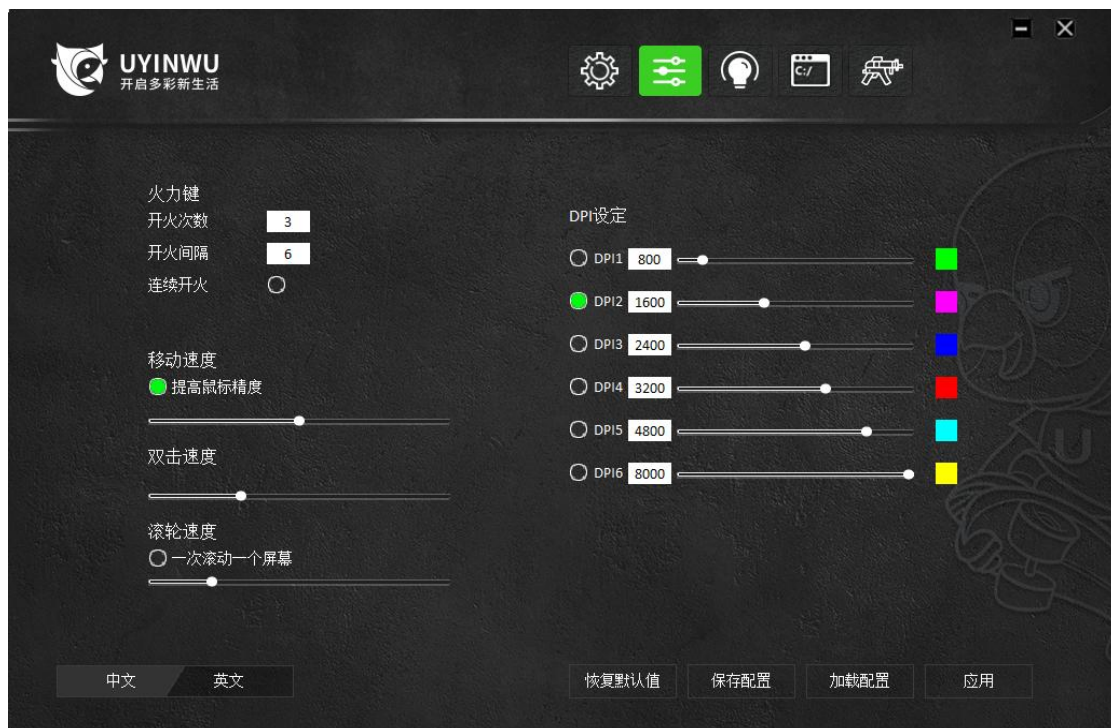 UYINWU
开启多彩新生活
C:/
火力键
开火次数 3
开火间隔 6
连续开火
移动速度
提高鼠标精度
双击速度
滚轮速度
一次滚动一个屏幕
DPI设定
DPI1 800
DPI2 1600
DPI3 2400
DPI4 3200
DPI5 4800
DPI6 8000
U
中文 英文
恢复默认值 保存配置 加载配置 应用